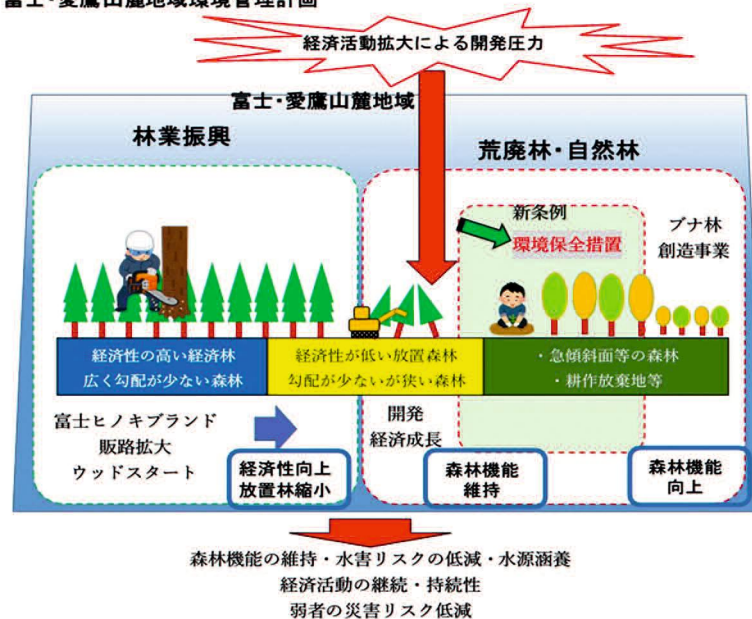 富士・愛鷹山麓地域環境管理計画
経済活動拡大による開発圧力
富士・愛鷹山麓地域
林業振興
荒廃林・自然林
新条例
環境保全措置
ブナ林
創造事業
経済性の高い経済林
広く勾配が少ない森林
経済性が低い放置森林
勾配が少ないが狭い森林
・急傾斜面等の森林
・耕作放棄地等
富士ヒノキブランド
販路拡大
ウッドスタート
経済性向上
放置林縮小
開発
経済成長
森林機能
維持
森林機能
向上
森林機能の維持・水害リスクの低減・水源涵養
経済活動の継続・持続性
弱者の災害リスク低減